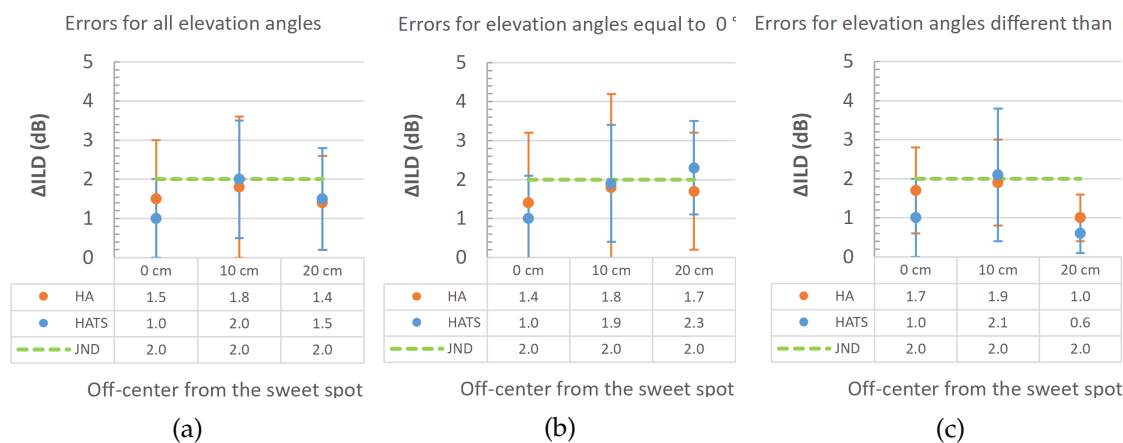 Errors for all elevation angles
5
4
3
2
1
0
ΔILD (dB)
0 cm 10 cm 20 cm
HA 1.5 1.8 1.4
HATS 1.0 2.0 1.5
JND 2.0 2.0 2.0
Off-center from the sweet spot
(a)
Errors for elevation angles equal to 0 °
5
4
3
2
1
0
ΔILD (dB)
0 cm 10 cm 20 cm
HA 1.4 1.8 1.7
HATS 1.0 1.9 2.3
JND 2.0 2.0 2.0
Off-center from the sweet spot
(b)
Errors for elevation angles different than
5
4
3
2
1
0
ΔILD (dB)
0 cm 10 cm 20 cm
HA 1.7 1.9 1.0
HATS 1.0 2.1 0.6
JND 2.0 2.0 2.0
Off-center from the sweet spot
(c)